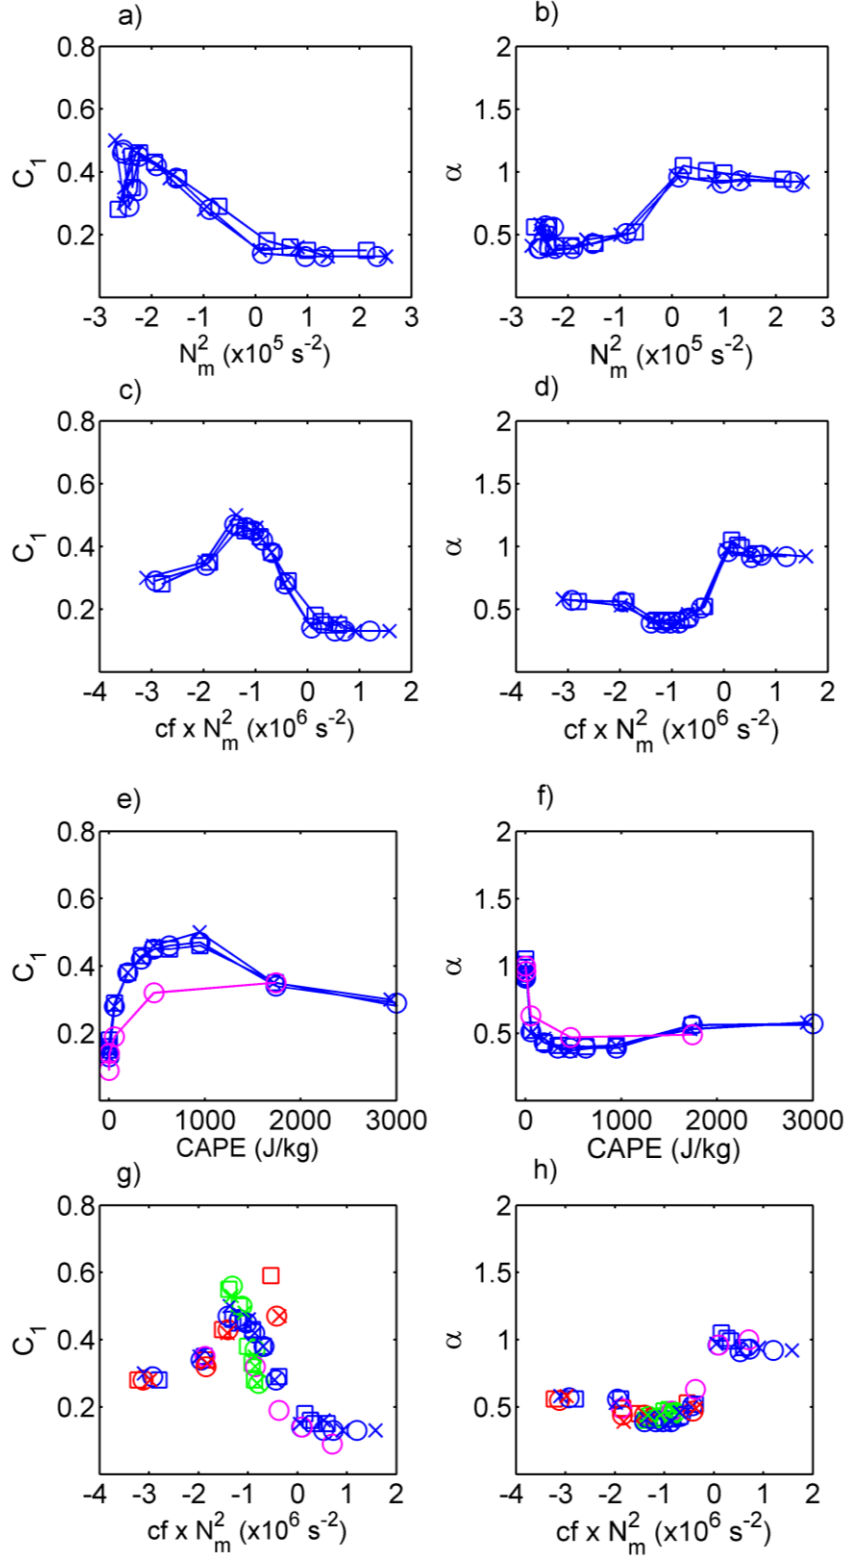 a) b)
0.8 0.6 0.4 0.2
C₁
-3 -2 -1 0 1 2 3
N²ₘ (x10⁵ s⁻²)
2 1.5 1 0.5
α
-3 -2 -1 0 1 2 3
N²ₘ (x10⁵ s⁻²)
c) d)
0.8 0.6 0.4 0.2
C₁
-4 -3 -2 -1 0 1 2
cf x N²ₘ (x10⁶ s⁻²)
2 1.5 1 0.5
α
-4 -3 -2 -1 0 1 2
cf x N²ₘ (x10⁶ s⁻²)
e) f)
0.8 0.6 0.4 0.2
C₁
0 1000 2000 3000
CAPE (J/kg)
2 1.5 1 0.5
α
0 1000 2000 3000
CAPE (J/kg)
g) h)
0.8 0.6 0.4 0.2
C₁
-4 -3 -2 -1 0 1 2
cf x N²ₘ (x10⁶ s⁻²)
2 1.5 1 0.5
α
-4 -3 -2 -1 0 1 2
cf x N²ₘ (x10⁶ s⁻²)